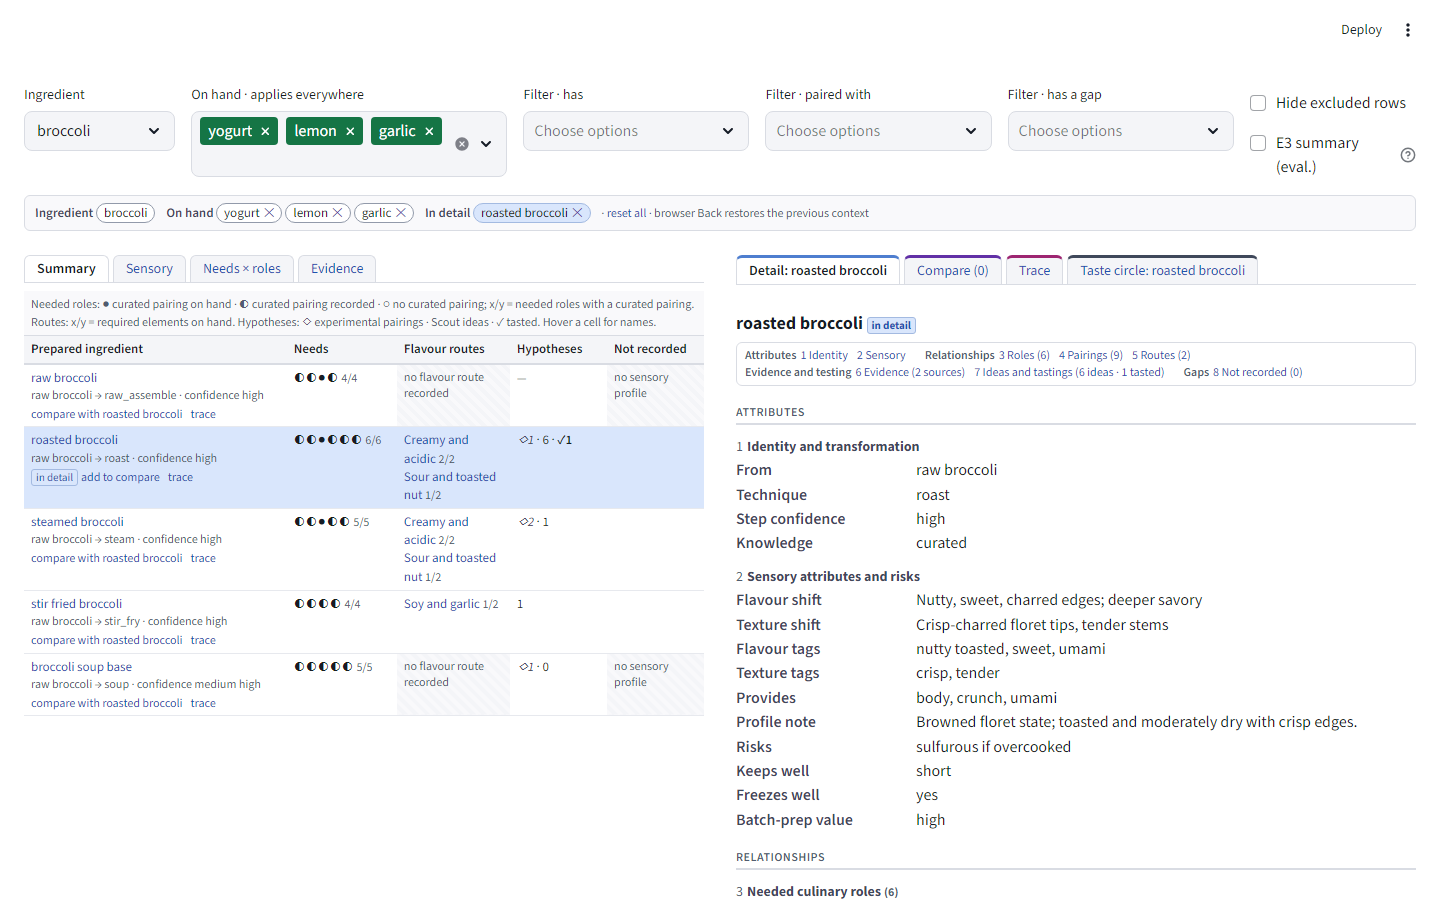 Deploy
Ingredient
On hand · applies everywhere
Filter · has
Filter · paired with
Filter · has a gap
broccoli
yogurt ×
lemon ×
garlic ×
Choose options
Choose options
Choose options
Hide excluded rows
E3 summary
(eval.)
Ingredient broccoli On hand yogurt × lemon × garlic × In detail roasted broccoli × · reset all · browser Back restores the previous context
Summary
Sensory
Needs × roles
Evidence
Needed roles: ● curated pairing on hand · ◐ curated pairing recorded · ○ no curated pairing; x/y = needed roles with a curated pairing.
Routes: x/y = required elements on hand. Hypotheses: ◇ experimental pairings · Scout ideas · ✓ tasted. Hover a cell for names.
Prepared ingredient Needs Flavour routes Hypotheses Not recorded
raw broccoli
raw broccoli → raw_assemble · confidence high
compare with roasted broccoli trace
◐◐●◐ 4/4
no flavour route
recorded
—
no sensory
profile
roasted broccoli
raw broccoli → roast · confidence high
in detail add to compare trace
◐◐●◐◐◐ 6/6
Creamy and
acidic 2/2
Sour and toasted
nut 1/2
◇1 · 6 · ✓1
steamed broccoli
raw broccoli → steam · confidence high
compare with roasted broccoli trace
◐◐●◐◐ 5/5
Creamy and
acidic 2/2
Sour and toasted
nut 1/2
◇2 · 1
stir fried broccoli
raw broccoli → stir_fry · confidence high
compare with roasted broccoli trace
◐◐◐◐ 4/4
Soy and garlic 1/2
1
broccoli soup base
raw broccoli → soup · confidence medium high
compare with roasted broccoli trace
◐◐◐◐◐ 5/5
no flavour route
recorded
◇1 · 0
no sensory
profile
Detail: roasted broccoli
Compare (0)
Trace
Taste circle: roasted broccoli
roasted broccoli in detail
Attributes 1 Identity 2 Sensory Relationships 3 Roles (6) 4 Pairings (9) 5 Routes (2)
Evidence and testing 6 Evidence (2 sources) 7 Ideas and tastings (6 ideas · 1 tasted) Gaps 8 Not recorded (0)
ATTRIBUTES
1 Identity and transformation
From raw broccoli
Technique roast
Step confidence high
Knowledge curated
2 Sensory attributes and risks
Flavour shift Nutty, sweet, charred edges; deeper savory
Texture shift Crisp-charred floret tips, tender stems
Flavour tags nutty toasted, sweet, umami
Texture tags crisp, tender
Provides body, crunch, umami
Profile note Browned floret state; toasted and moderately dry with crisp edges.
Risks sulfurous if overcooked
Keeps well short
Freezes well yes
Batch-prep value high
RELATIONSHIPS
3 Needed culinary roles (6)